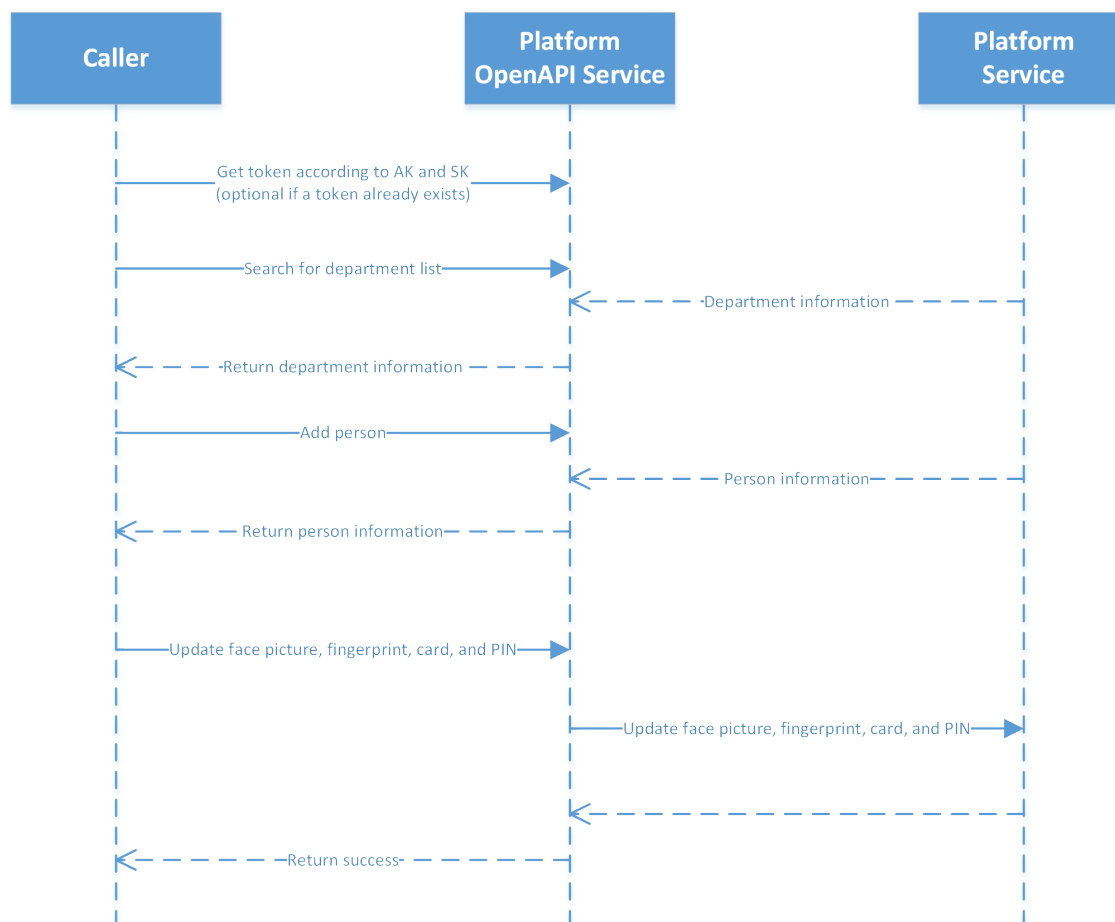 Caller
Platform
OpenAPI Service
Platform
Service
Get token according to AK and SK
(optional if a token already exists)
Search for department list
Department information
Return department information
Add person
Person information
Return person information
Update face picture, fingerprint, card, and PIN
Update face picture, fingerprint, card, and PIN
Return success